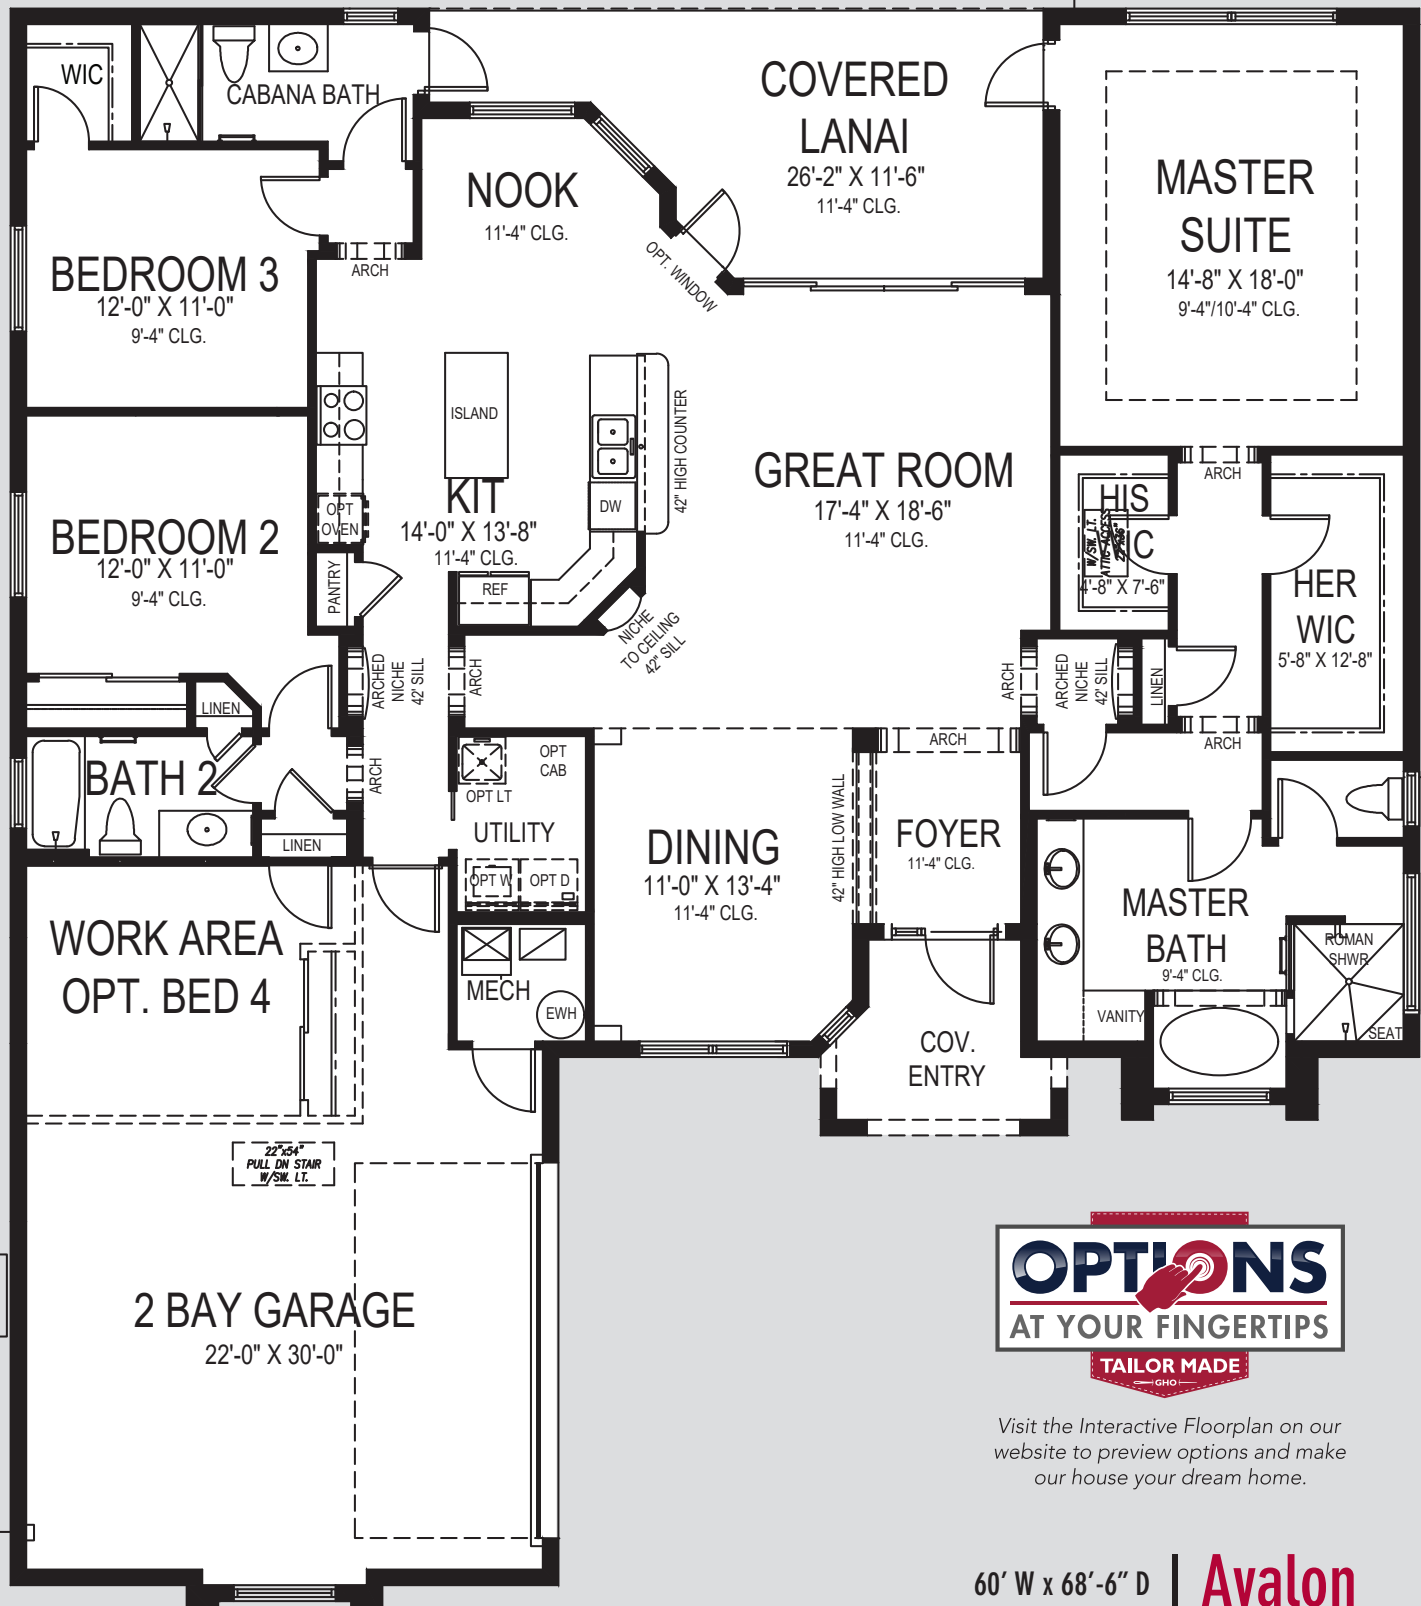 WIC
CABANA BATH
COVERED
LANAI
26'-2" X 11'-6"
11'-4" CLG.
NOOK
11'-4" CLG.
MASTER
SUITE
14'-8" X 18'-0"
9'-4"/10'-4" CLG.
OPT. WINDOW
ARCH
BEDROOM 3
12'-0" X 11'-0"
9'-4" CLG.
ISLAND
42" HIGH COUNTER
GREAT ROOM
17'-4" X 18'-6"
11'-4" CLG.
ARCH
KIT
14'-0" X 13'-8"
11'-4" CLG.
DW
OPT
OVEN
REF
PANTRY
BEDROOM 2
12'-0" X 11'-0"
9'-4" CLG.
HIS
IC
4'-8" X 7'-6"
W/SW. LT.
ATTIC ACCESS
22"x36"
HER
WIC
5'-8" X 12'-8"
NICHE
TO CEILING
42" SILL
ARCHED
NICHE
42' SILL
ARCH
ARCH
ARCHED
NICHE
42' SILL
LINEN
LINEN
ARCH
ARCH
BATH 2
ARCH
LINEN
OPT
CAB
OPT LT
UTILITY
OPT W
OPT D
DINING
11'-0" X 13'-4"
11'-4" CLG.
42" HIGH LOW WALL
FOYER
11'-4" CLG.
MASTER
BATH
9'-4" CLG.
ROMAN
SHWR
SEAT
VANITY
WORK AREA
OPT. BED 4
MECH
EWH
COV.
ENTRY
22"x54"
PULL DN STAIR
W/SW. LT.
2 BAY GARAGE
22'-0" X 30'-0"
OPTIONS
AT YOUR FINGERTIPS
TAILOR MADE
GHO
Visit the Interactive Floorplan on our
website to preview options and make
our house your dream home.
60' W x 68'-6" D | Avalon